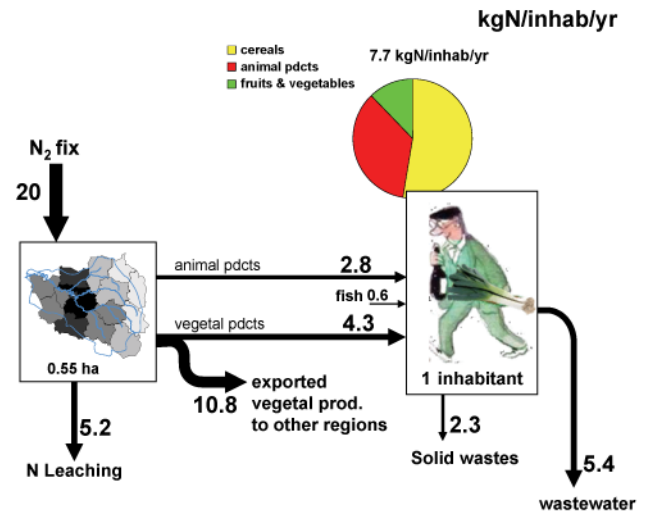 kgN/inhab/yr
cereals
animal pdcts
fruits & vegetables
7.7 kgN/inhab/yr
N₂ fix
20
animal pdcts
2.8
fish 0.6
vegetal pdcts
4.3
0.55 ha
1 inhabitant
10.8
exported
vegetal prod.
to other regions
5.2
N Leaching
2.3
Solid wastes
5.4
wastewater